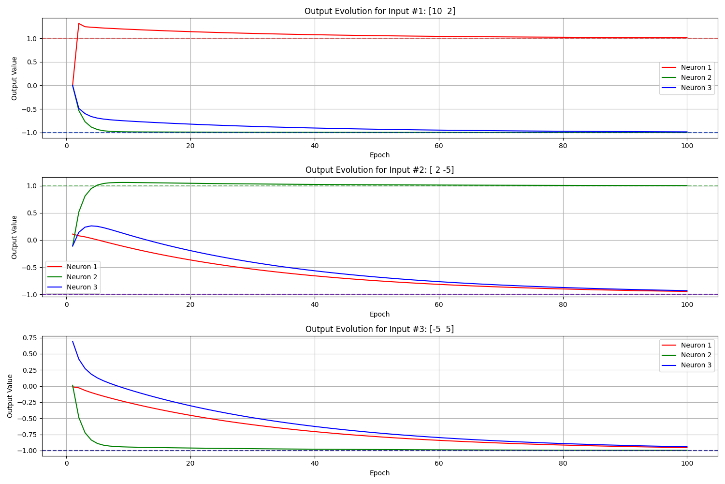 Output Evolution for Input #1: [10  2]
1.0
0.5
0.0
−0.5
−1.0
Output Value
Neuron 1
Neuron 2
Neuron 3
0 20 40 60 80 100
Epoch
Output Evolution for Input #2: [ 2 -5]
1.0
0.5
0.0
−0.5
−1.0
Output Value
Neuron 1
Neuron 2
Neuron 3
0 20 40 60 80 100
Epoch
Output Evolution for Input #3: [-5  5]
0.75
0.50
0.25
0.00
−0.25
−0.50
−0.75
−1.00
Output Value
Neuron 1
Neuron 2
Neuron 3
0 20 40 60 80 100
Epoch